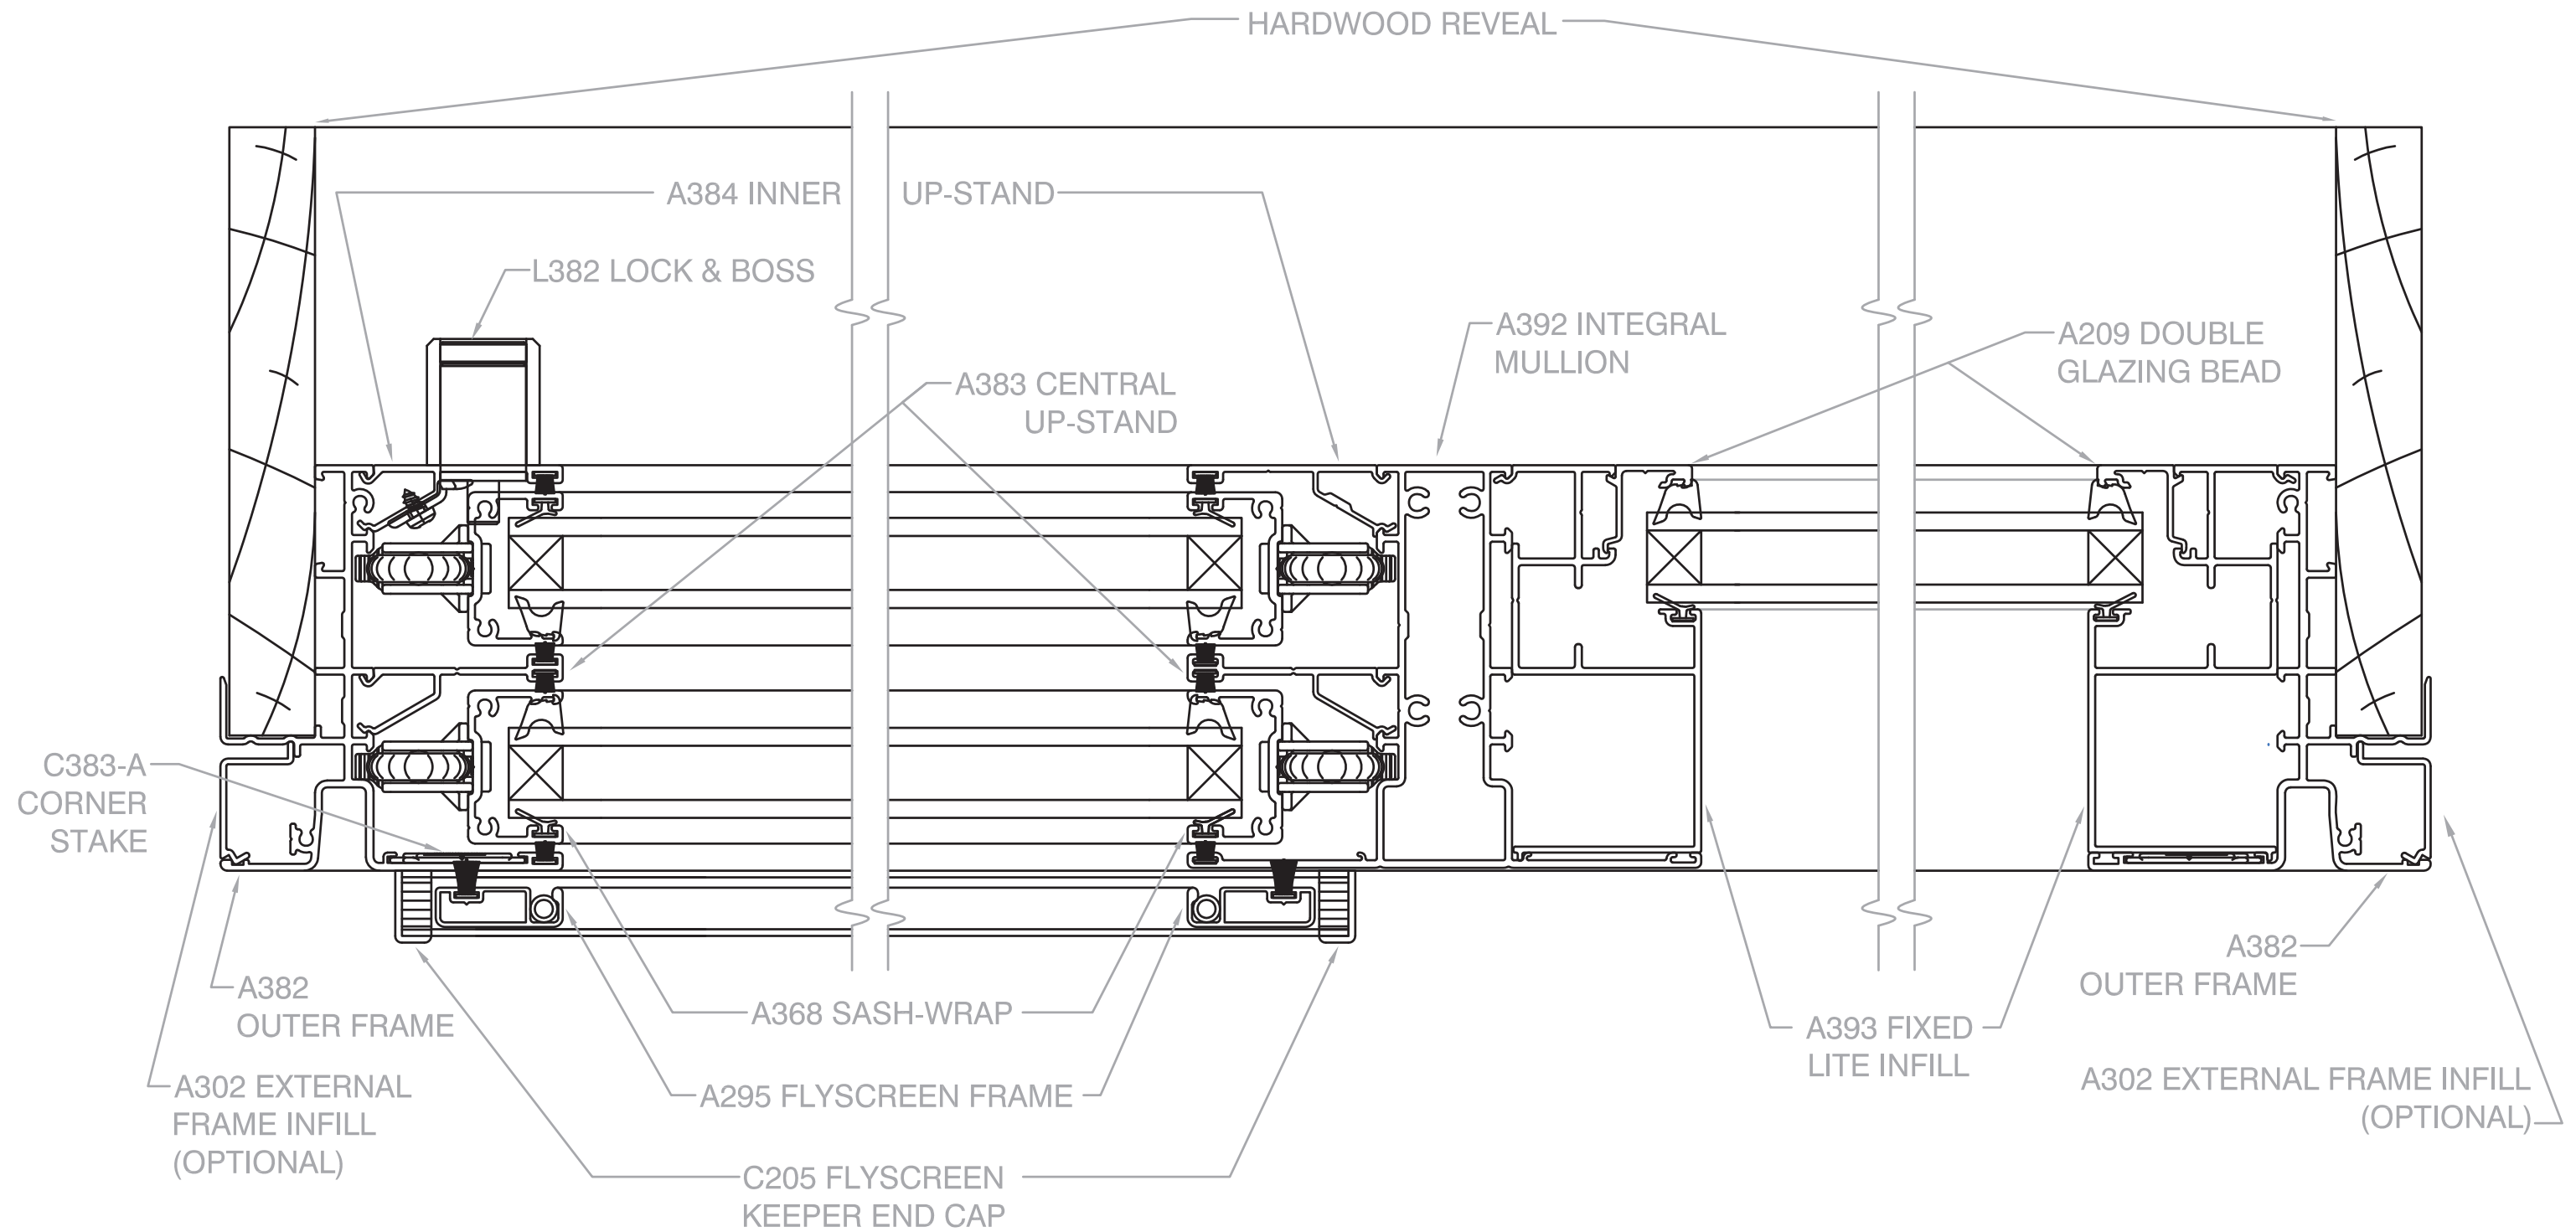 HARDWOOD REVEAL
A384 INNER UP-STAND
L382 LOCK & BOSS
A392 INTEGRAL
MULLION
A209 DOUBLE
GLAZING BEAD
A383 CENTRAL
UP-STAND
C383-A
CORNER
STAKE
A382
OUTER FRAME
A382
OUTER FRAME
A368 SASH-WRAP
A393 FIXED
LITE INFILL
A302 EXTERNAL
FRAME INFILL
(OPTIONAL)
A295 FLYSCREEN FRAME
A302 EXTERNAL FRAME INFILL
(OPTIONAL)
C205 FLYSCREEN
KEEPER END CAP